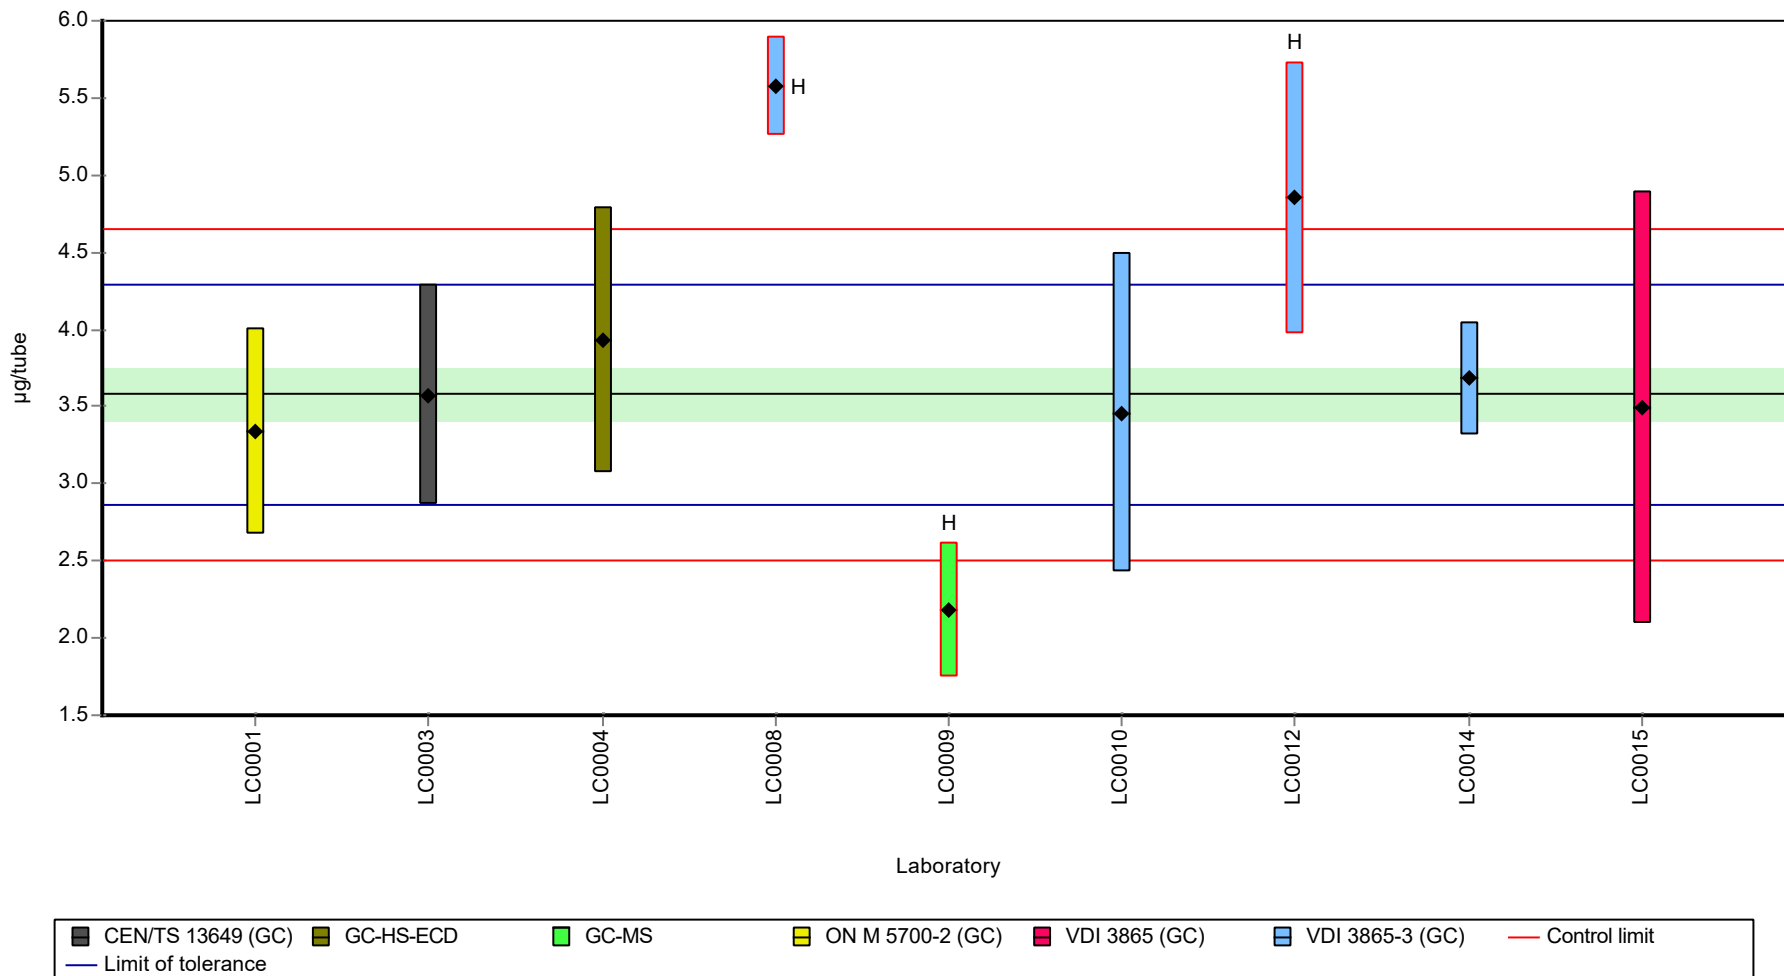 6.0
5.5
5.0
4.5
4.0
3.5
3.0
2.5
2.0
1.5
µg/tube
H
H
H
LC0001
LC0003
LC0004
LC0008
LC0009
LC0010
LC0012
LC0014
LC0015
Laboratory
CEN/TS 13649 (GC) GC-HS-ECD GC-MS ON M 5700-2 (GC) VDI 3865 (GC) VDI 3865-3 (GC) Control limit
Limit of tolerance